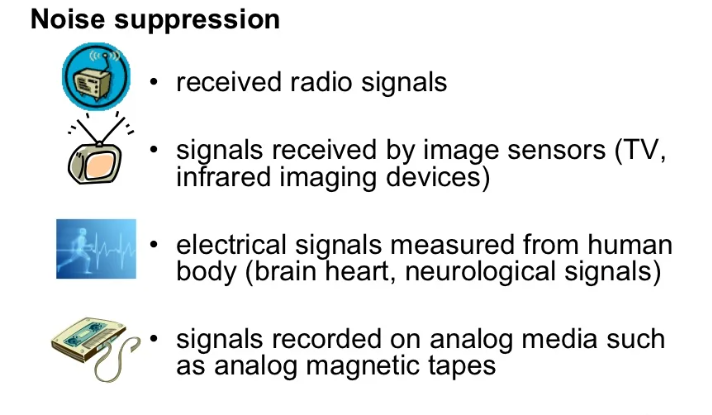 Noise suppression
• received radio signals
• signals received by image sensors (TV,
infrared imaging devices)
• electrical signals measured from human
body (brain heart, neurological signals)
• signals recorded on analog media such
as analog magnetic tapes